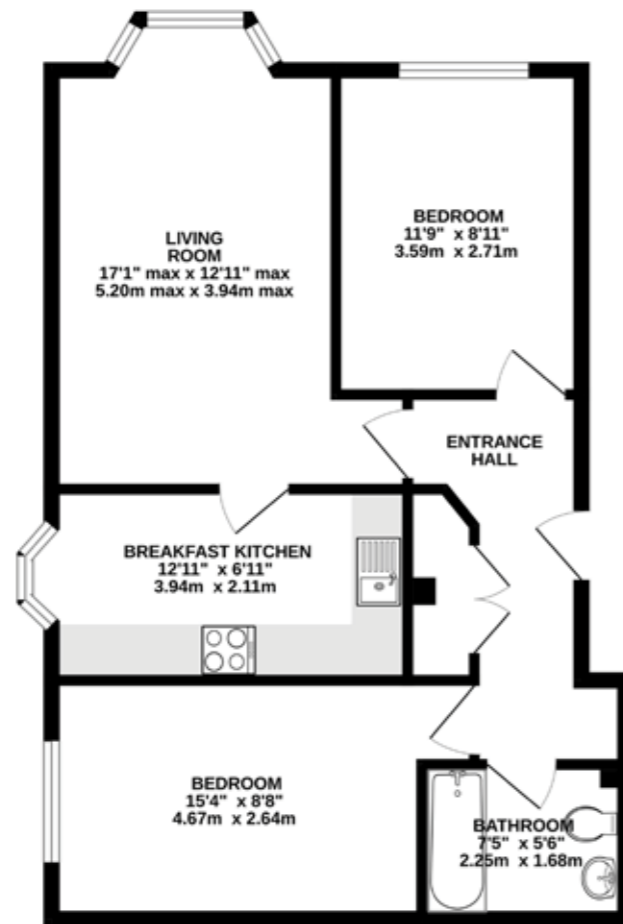 LIVING
ROOM
17'1" max x 12'11" max
5.20m max x 3.94m max
BEDROOM
11'9" x 8'11"
3.59m x 2.71m
ENTRANCE
HALL
BREAKFAST KITCHEN
12'11" x 6'11"
3.94m x 2.11m
BEDROOM
15'4" x 8'8"
4.67m x 2.64m
BATHROOM
7'5" x 5'6"
2.25m x 1.68m